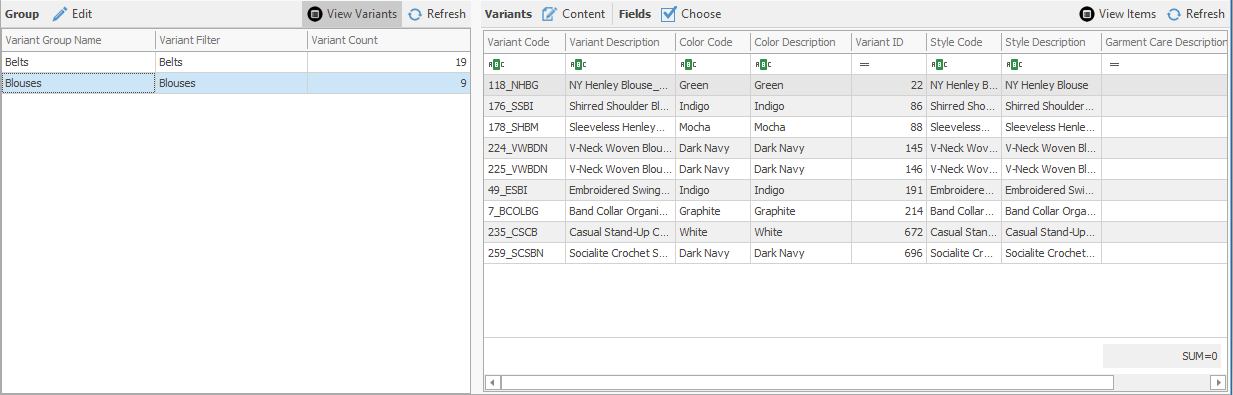 Group Edit View Variants Refresh
Variant Group Name Variant Filter Variant Count
Belts Belts 19
Blouses Blouses 9
Variants Content Fields Choose View Items Refresh
Variant Code Variant Description Color Code Color Description Variant ID Style Code Style Description Garment Care Description
ABC ABC ABC ABC = ABC ABC =
118_NHBG NY Henley Blouse_... Green Green 22 NY Henley B... NY Henley Blouse
176_SSBI Shirred Shoulder Bl... Indigo Indigo 86 Shirred Sho... Shirred Shoulder...
178_SHBM Sleeveless Henley... Mocha Mocha 88 Sleeveless... Sleeveless Henle...
224_VWBDN V-Neck Woven Blou... Dark Navy Dark Navy 145 V-Neck Wov... V-Neck Woven Blo...
225_VWBDN V-Neck Woven Blou... Dark Navy Dark Navy 146 V-Neck Wov... V-Neck Woven Blo...
49_ESBI Embroidered Swing... Indigo Indigo 191 Embroidere... Embroidered Swi...
7_BCOLBG Band Collar Organi... Graphite Graphite 214 Band Collar... Band Collar Orga...
235_CSCB Casual Stand-Up C... White White 672 Casual Stan... Casual Stand-Up...
259_SCSBN Socialite Crochet S... Dark Navy Dark Navy 696 Socialite Cr... Socialite Crochet...
SUM=0